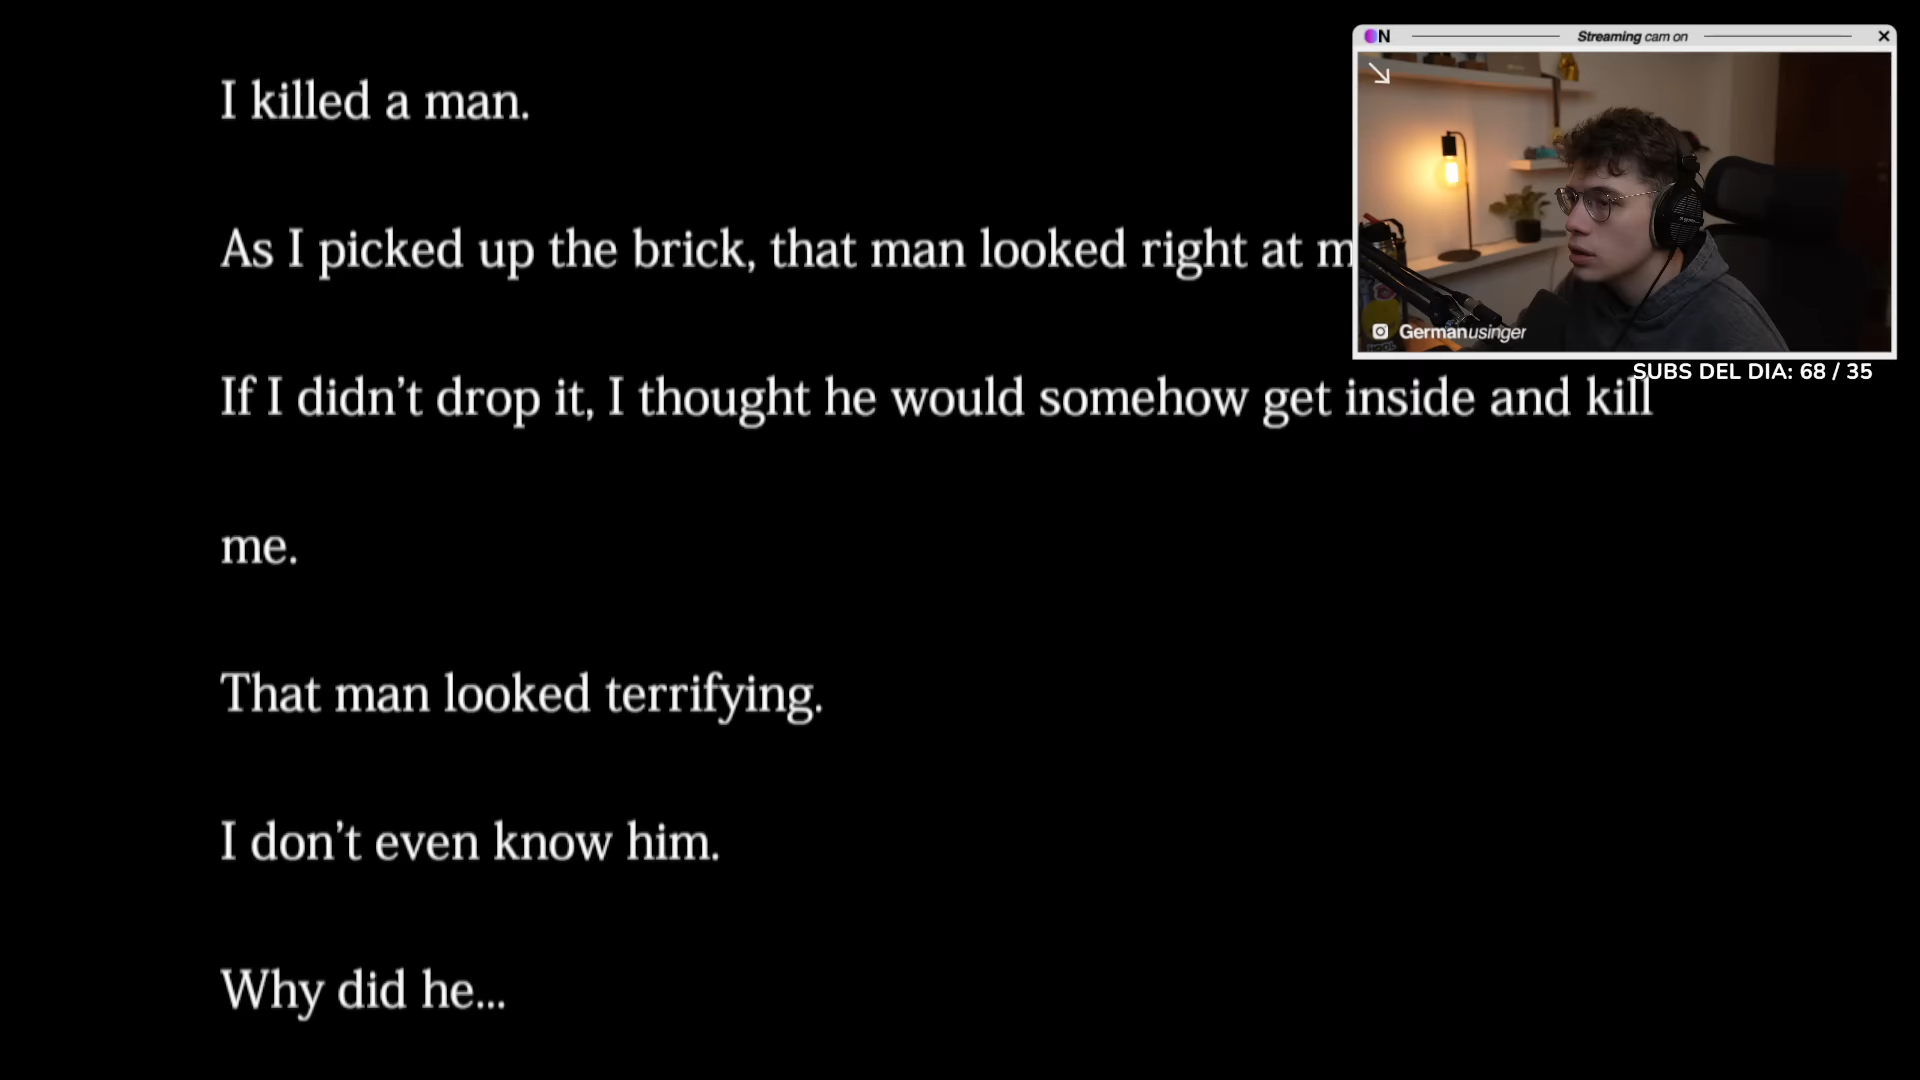 I killed a man.
ON
Streaming cam on
As I picked up the brick, that man looked right at
Germanusinger
SUBS DEL DIA: 68 / 35
If I didn't drop it, I thought he would somehow get inside and kill
me.
That man looked terrifying.
I don't even know him.
Why did he...